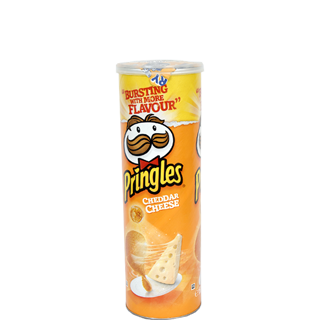 "BURSTING
WITH MORE
FLAVOUR"
Pringles
CHEDDAR
CHEESE